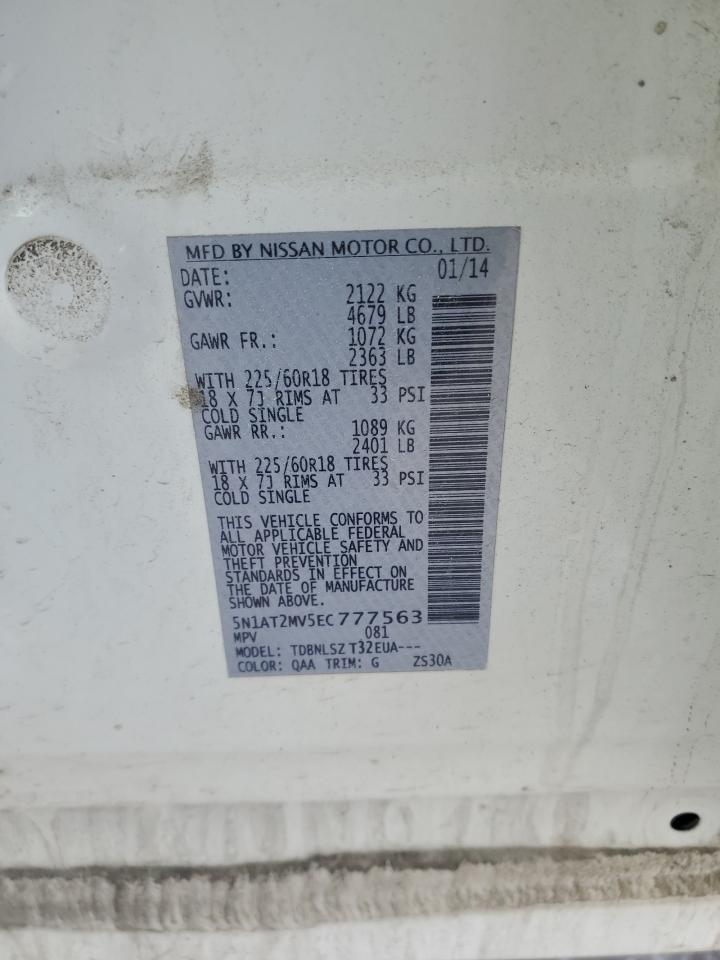 MFD BY NISSAN MOTOR CO., LTD.
DATE: 01/14
GVWR: 2122 KG
4679 LB
GAWR FR.: 1072 KG
2363 LB
WITH 225/60R18 TIRES
18 X 7J RIMS AT 33 PSI
COLD SINGLE
GAWR RR.: 1089 KG
2401 LB
WITH 225/60R18 TIRES
18 X 7J RIMS AT 33 PSI
COLD SINGLE
THIS VEHICLE CONFORMS TO
ALL APPLICABLE FEDERAL
MOTOR VEHICLE SAFETY AND
THEFT PREVENTION
STANDARDS IN EFFECT ON
THE DATE OF MANUFACTURE
SHOWN ABOVE.
5N1AT2MV5EC777563
MPV 081
MODEL: TDBNLSZ T32EUA---
COLOR: QAA TRIM: G ZS30A